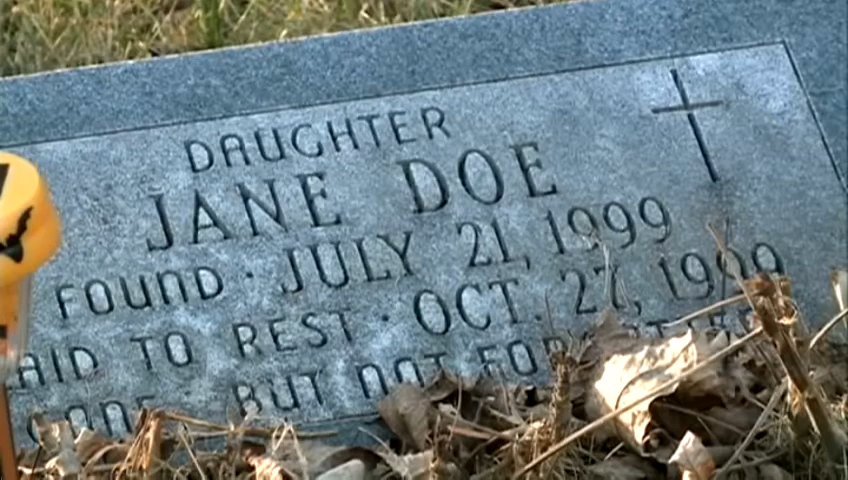 DAUGHTER
JANE DOE
FOUND · JULY 21, 1999
LAID TO REST · OCT. 27, 1999
GONE BUT NOT FORGOTTEN